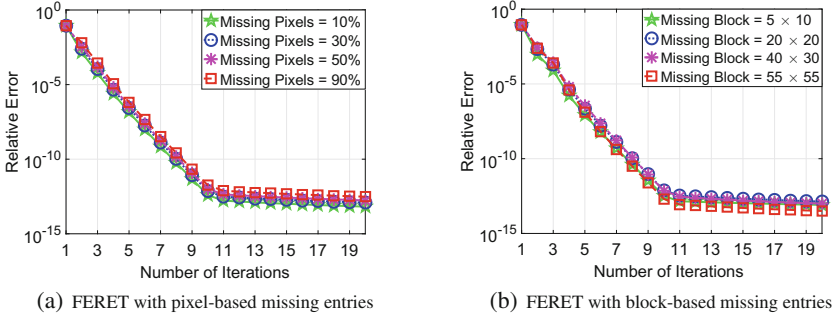 10^0
10^-5
10^-10
10^-15
Relative Error
1 3 5 7 9 11 13 15 17 19
Number of Iterations
Missing Pixels = 10%
Missing Pixels = 30%
Missing Pixels = 50%
Missing Pixels = 90%
(a) FERET with pixel-based missing entries
10^0
10^-5
10^-10
10^-15
Relative Error
1 3 5 7 9 11 13 15 17 19
Number of Iterations
Missing Block = 5 × 10
Missing Block = 20 × 20
Missing Block = 40 × 30
Missing Block = 55 × 55
(b) FERET with block-based missing entries